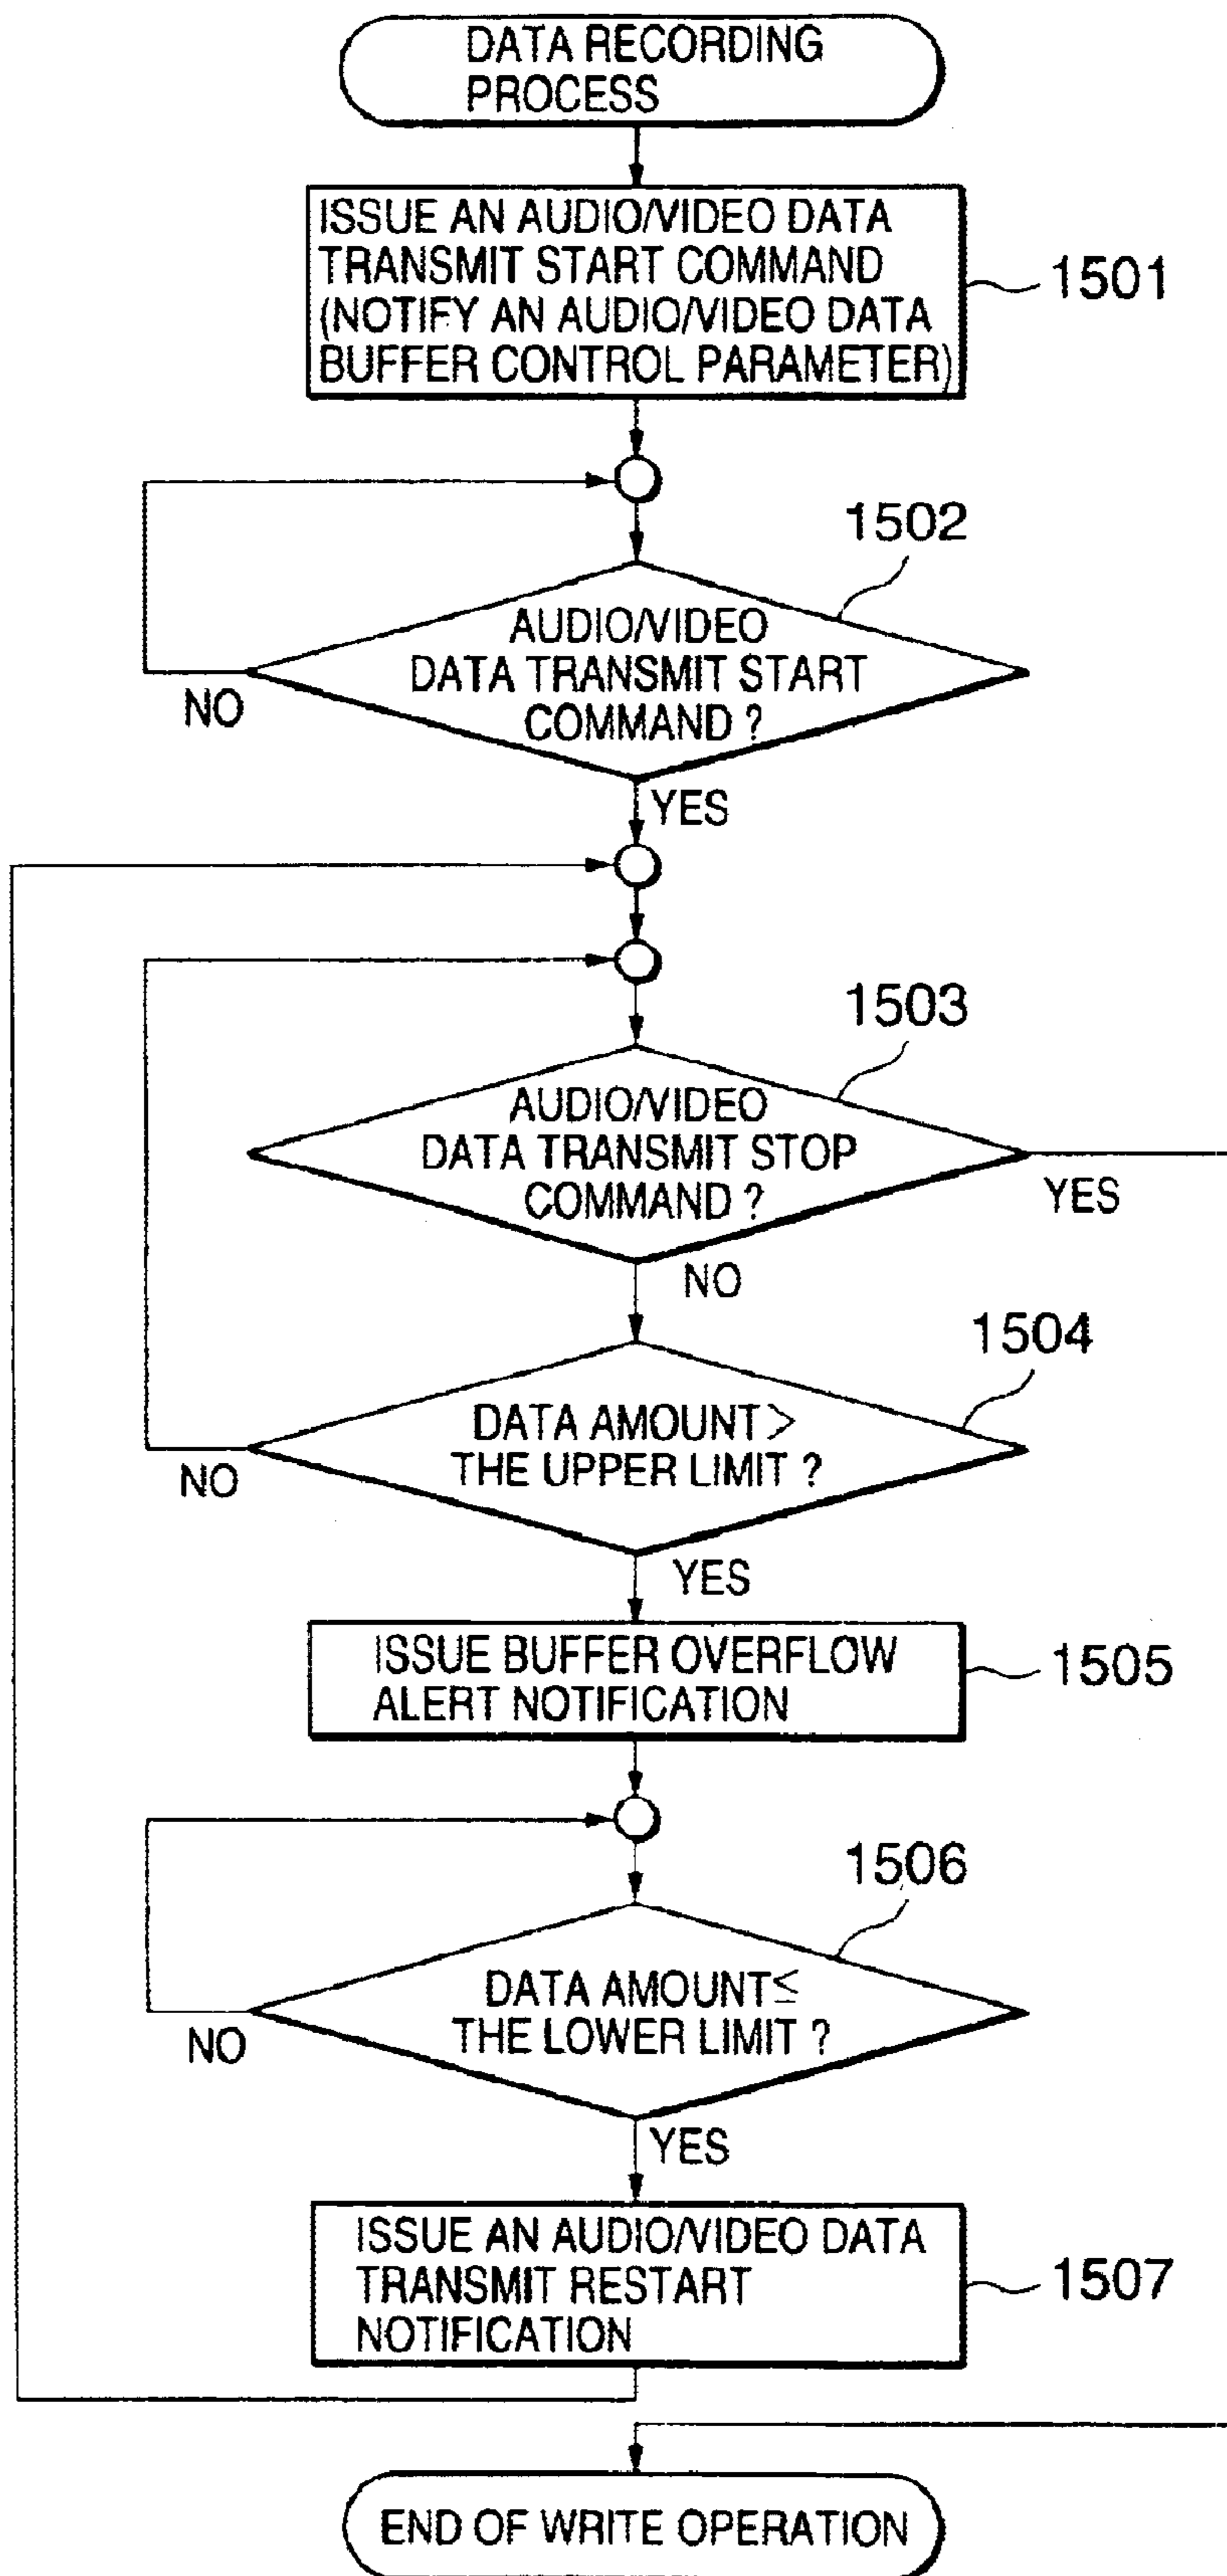 DATA RECORDING
PROCESS
ISSUE AN AUDIO/VIDEO DATA
TRANSMIT START COMMAND
(NOTIFY AN AUDIO/VIDEO DATA
BUFFER CONTROL PARAMETER)
1501
1502
AUDIO/VIDEO
DATA TRANSMIT START
COMMAND ?
NO
YES
1503
AUDIO/VIDEO
DATA TRANSMIT STOP
COMMAND ?
YES
NO
1504
DATA AMOUNT >
THE UPPER LIMIT ?
NO
YES
ISSUE BUFFER OVERFLOW
ALERT NOTIFICATION
1505
1506
DATA AMOUNT ≤
THE LOWER LIMIT ?
NO
YES
ISSUE AN AUDIO/VIDEO DATA
TRANSMIT RESTART
NOTIFICATION
1507
END OF WRITE OPERATION